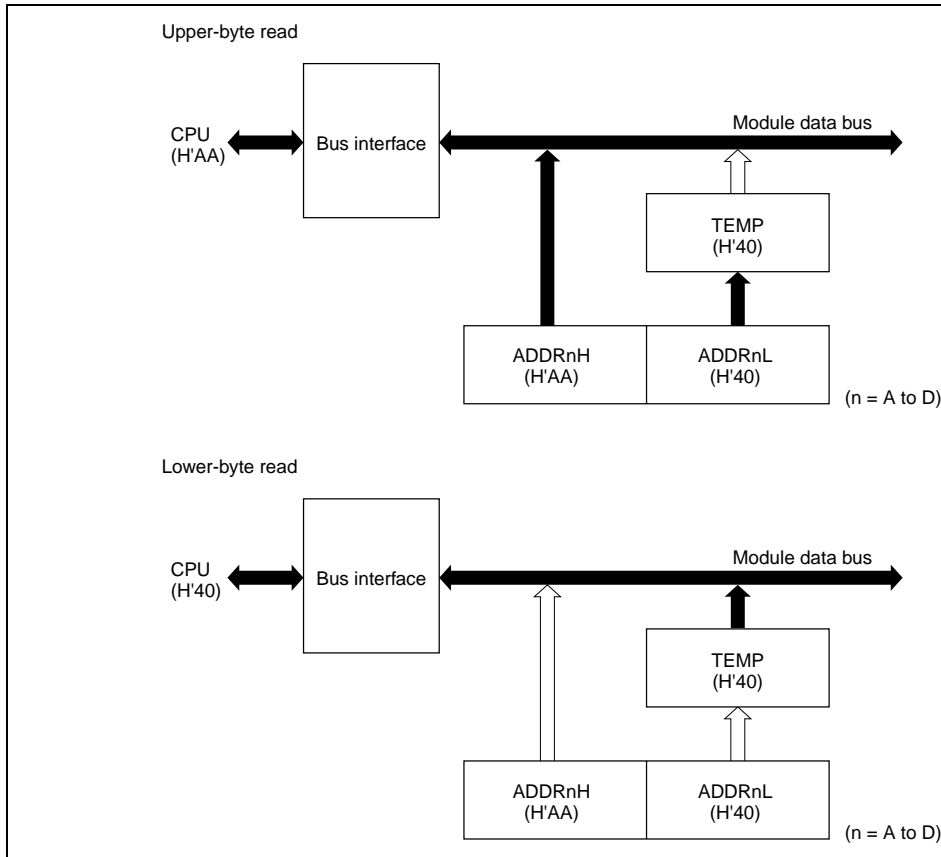 Upper-byte read
CPU
(H'AA)
Bus interface
Module data bus
TEMP
(H'40)
ADDRnH
(H'AA)
ADDRnL
(H'40)
(n = A to D)
Lower-byte read
CPU
(H'40)
Bus interface
Module data bus
TEMP
(H'40)
ADDRnH
(H'AA)
ADDRnL
(H'40)
(n = A to D)